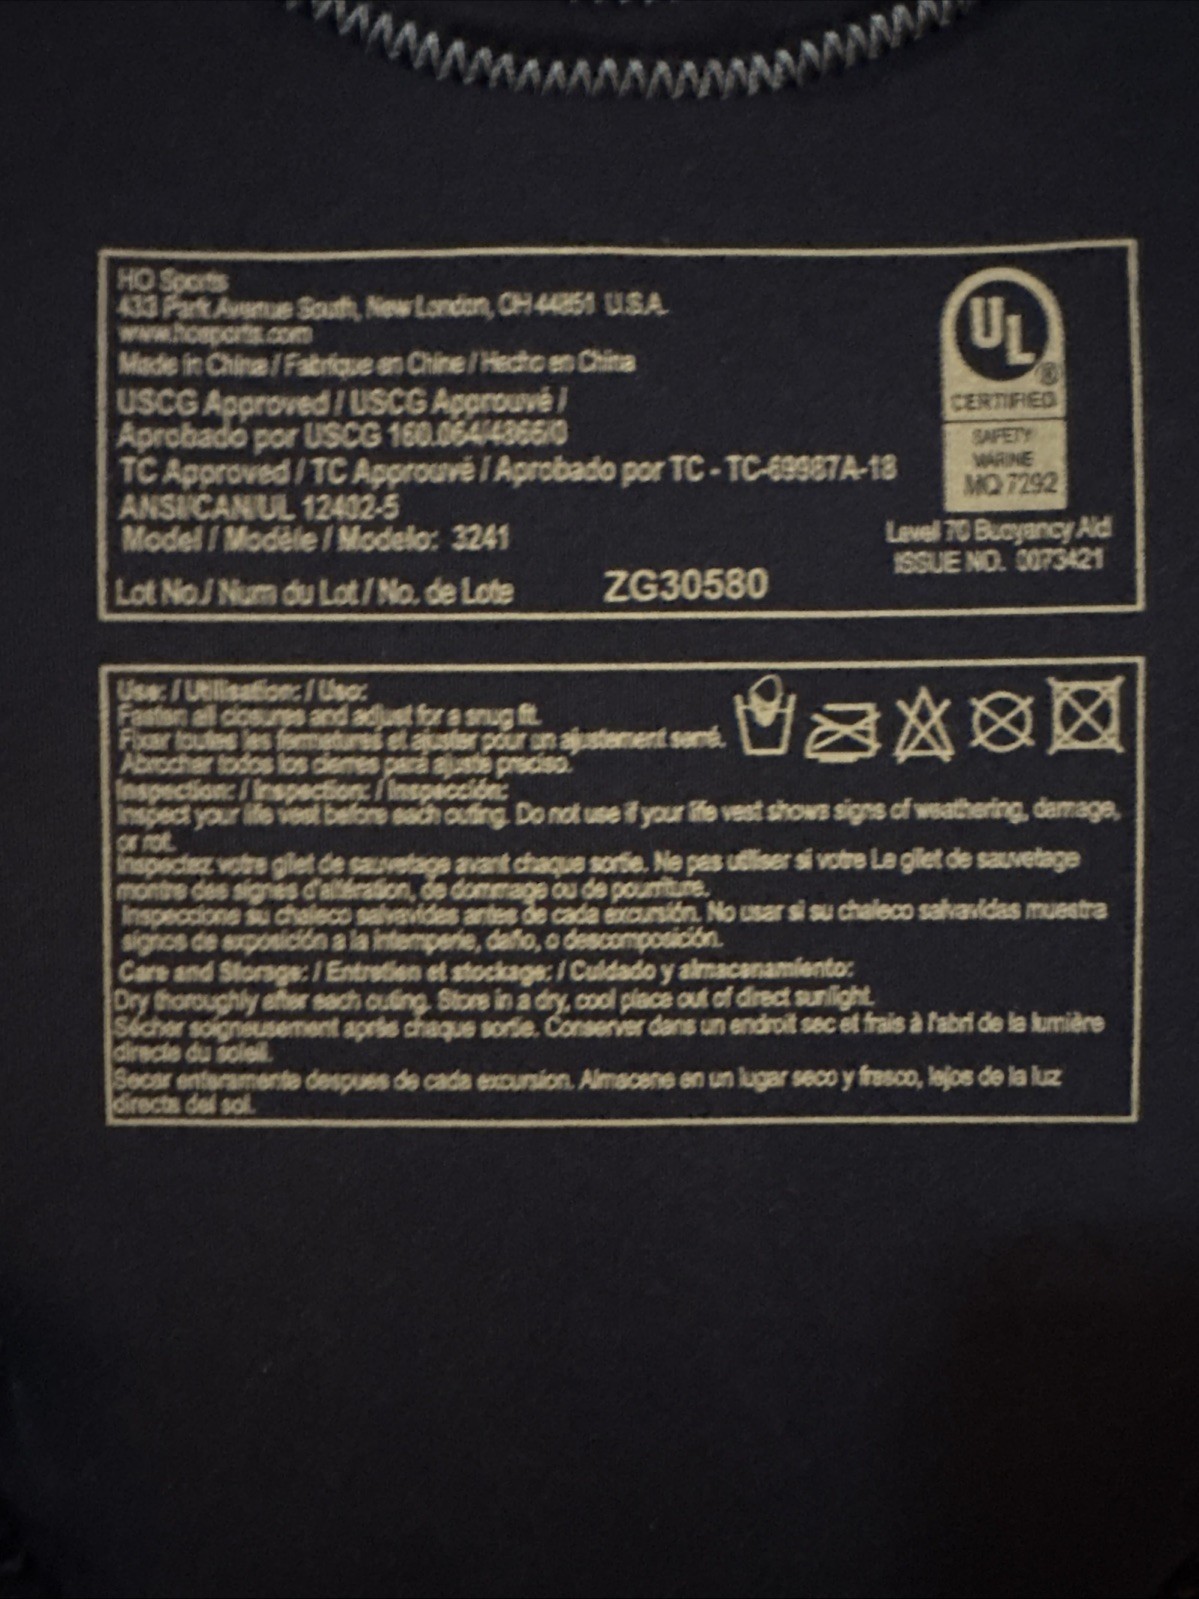 HO Sports
433 Park Avenue South, New London, OH 44851 U.S.A.
www.hosports.com
Made in China / Fabrique en Chine / Hecho en China
USCG Approved / USCG Approuvé /
Aprobado por USCG 160.064/4866/0
TC Approved / TC Approuvé / Aprobado por TC - TC-69987A-18
ANSI/CAN/UL 12402-5
Model / Modèle / Modelo: 3241
Lot No./ Num du Lot / No. de Lote ZG30580
UL®
CERTIFIED
SAFETY
MARINE
MQ 7292
Level 70 Buoyancy Aid
ISSUE NO. 0073421
Use: / Utilisation: / Uso:
Fasten all closures and adjust for a snug fit.
Fixar toutes les fermetures et ajuster pour un ajustement serré.
Abrochar todos los cierres para ajuste preciso.
Inspection: / Inspection: / Inspección:
Inspect your life vest before each outing. Do not use if your life vest shows signs of weathering, damage,
or rot.
Inspectez votre gilet de sauvetage avant chaque sortie. Ne pas utiliser si votre Le gilet de sauvetage
montre des signes d'altération, de dommage ou de pourriture.
Inspeccione su chaleco salvavidas antes de cada excursión. No usar si su chaleco salvavidas muestra
signos de exposición a la intemperie, daño, o descomposición.
Care and Storage: / Entretien et stockage: / Cuidado y almacenamiento:
Dry thoroughly after each outing. Store in a dry, cool place out of direct sunlight.
Sécher soigneusement après chaque sortie. Conserver dans un endroit sec et frais à l'abri de la lumière
directe du soleil.
Secar enteramente despues de cada excursion. Almacene en un lugar seco y fresco, lejos de la luz
directa del sol.